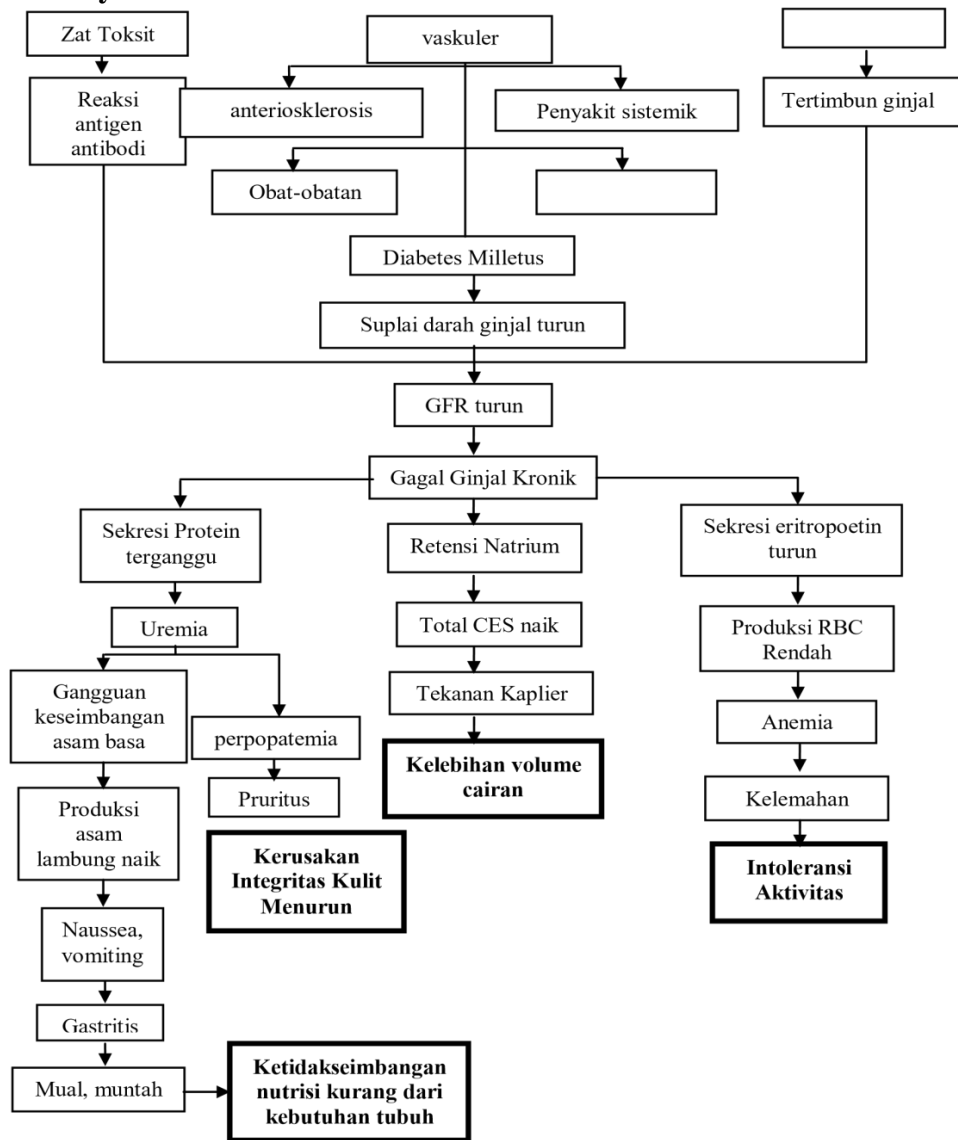 Zat Toksit
vaskuler
Reaksi
antigen
antibodi
anteriosklerosis
Penyakit sistemik
Tertimbun ginjal
Obat-obatan
Diabetes Milletus
Suplai darah ginjal turun
GFR turun
Gagal Ginjal Kronik
Sekresi Protein
terganggu
Retensi Natrium
Sekresi eritropoetin
turun
Uremia
Total CES naik
Produksi RBC
Rendah
Gangguan
keseimbangan
asam basa
perpopatemia
Tekanan Kaplier
Anemia
Produksi
asam
lambung naik
Pruritus
Kelebihan volume
cairan
Kelemahan
Kerusakan
Integritas Kulit
Menurun
Intoleransi
Aktivitas
Naussea,
vomiting
Gastritis
Mual, muntah
Ketidakseimbangan
nutrisi kurang dari
kebutuhan tubuh